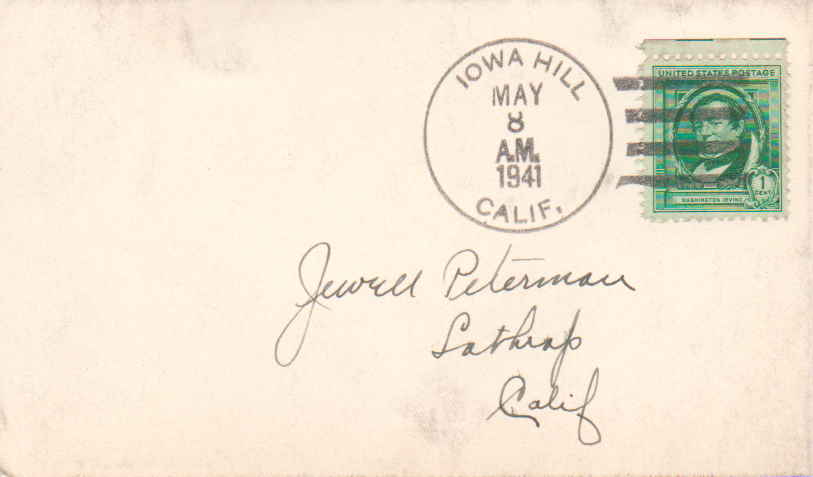 IOWA HILL
MAY
8
A.M.
1941
CALIF.
UNITED STATES POSTAGE
1
CENT
WASHINGTON IRVING
Jewell Peterman
Lathrop
Calif